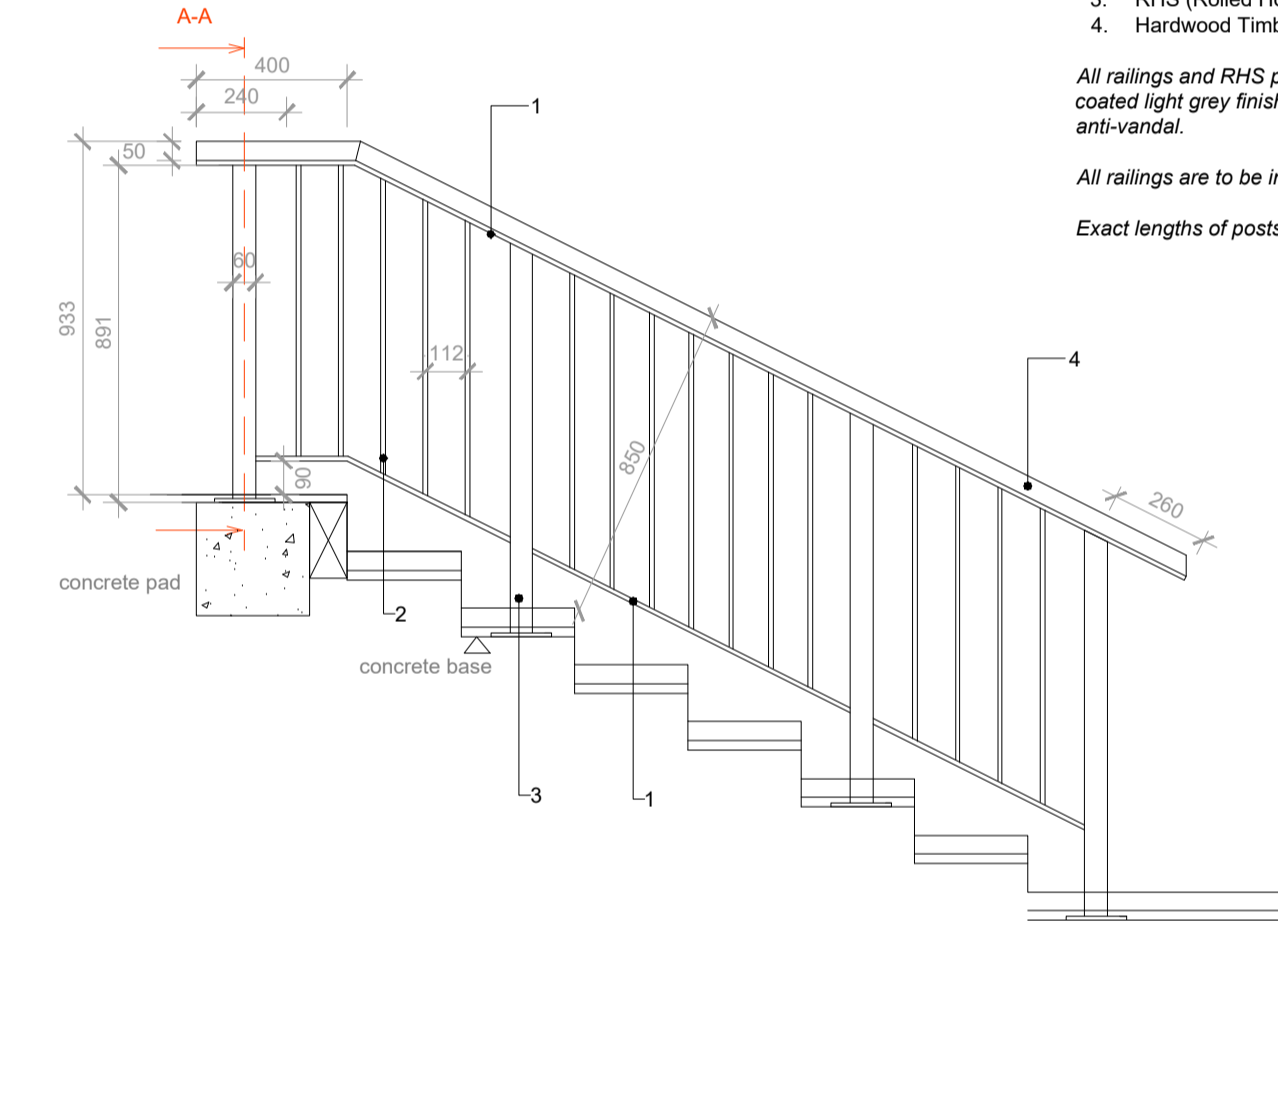 A-A
400
240
50
1
60
933
891
112
850
4
260
90
concrete pad
2
concrete base
3
1
4. Hardwood
All railings and RHS
coated light grey
anti-vandal.
All railings are to be
Exact lengths of posts